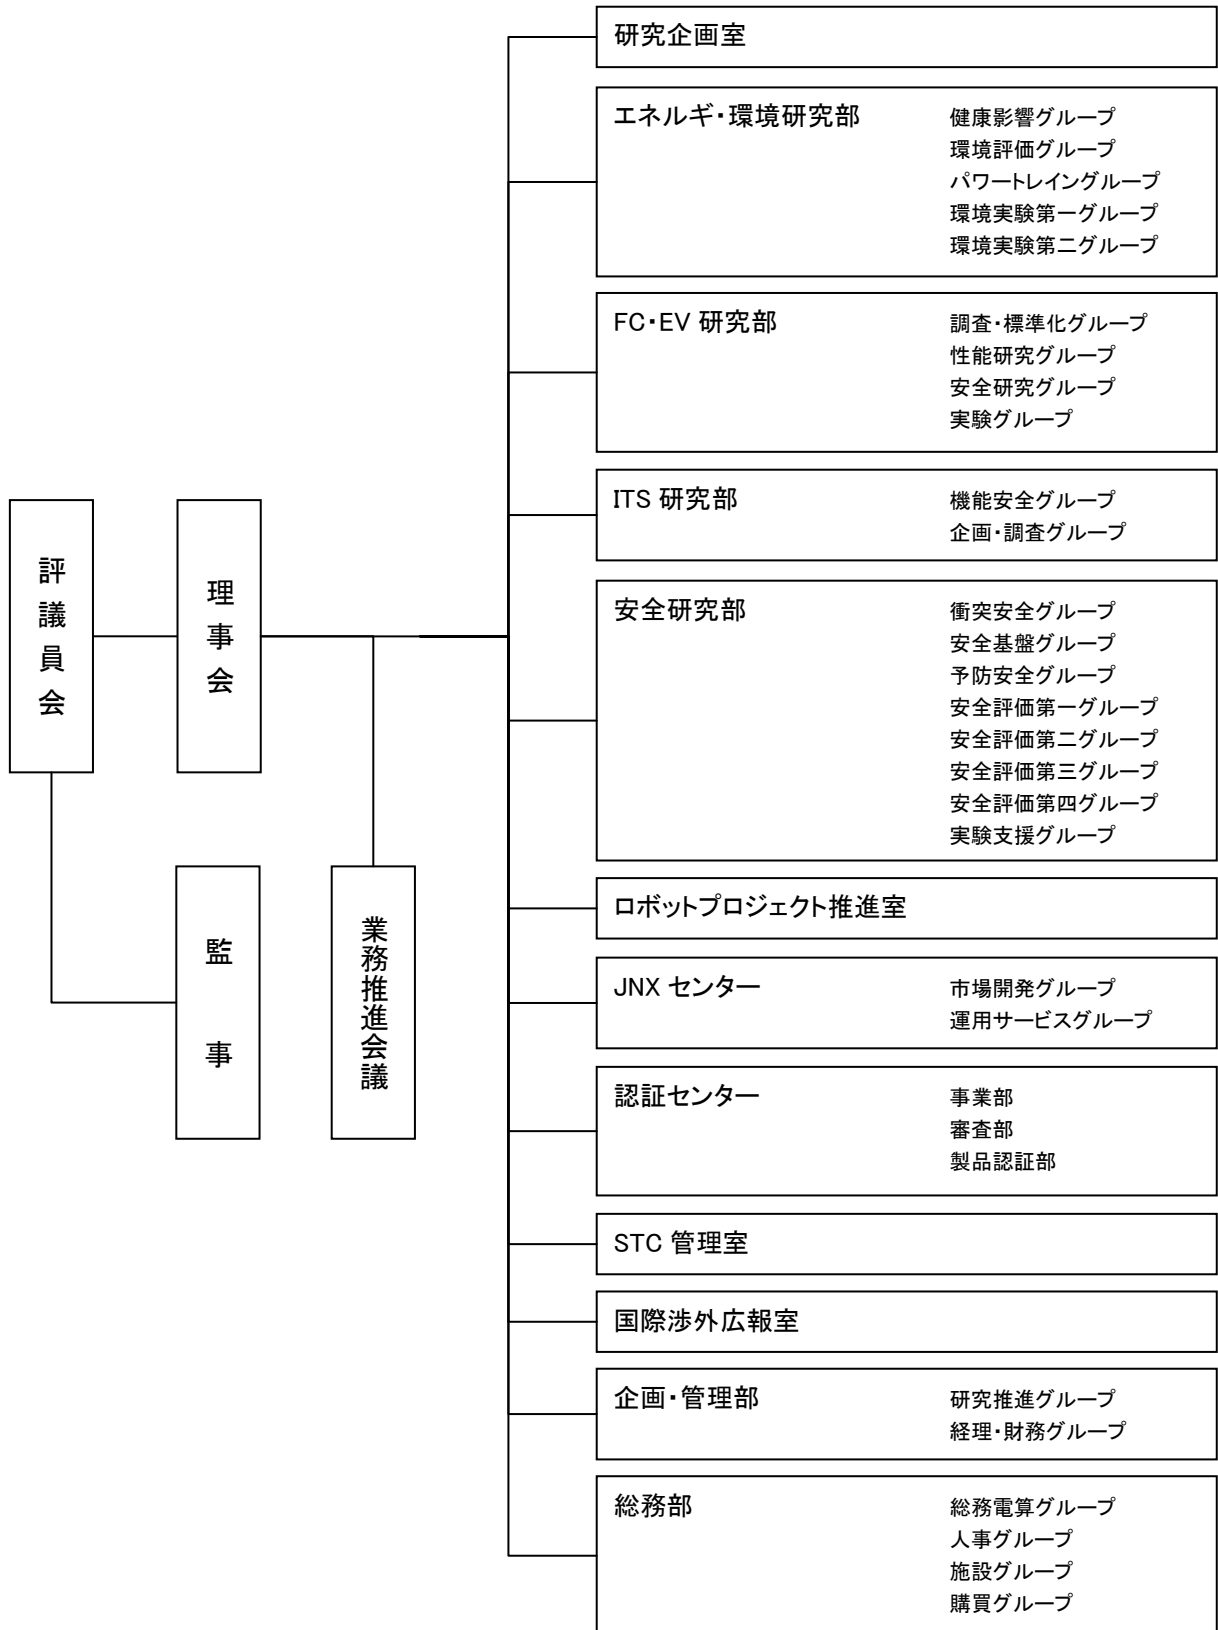 評議員会
理事会
監事
業務推進会議
研究企画室
エネルギ・環境研究部
健康影響グループ
環境評価グループ
パワートレイングループ
環境実験第一グループ
環境実験第二グループ
FC・EV 研究部
調査・標準化グループ
性能研究グループ
安全研究グループ
実験グループ
ITS 研究部
機能安全グループ
企画・調査グループ
安全研究部
衝突安全グループ
安全基盤グループ
予防安全グループ
安全評価第一グループ
安全評価第二グループ
安全評価第三グループ
安全評価第四グループ
実験支援グループ
ロボットプロジェクト推進室
JNX センター
市場開発グループ
運用サービスグループ
認証センター
事業部
審査部
製品認証部
STC 管理室
国際渉外広報室
企画・管理部
研究推進グループ
経理・財務グループ
総務部
総務電算グループ
人事グループ
施設グループ
購買グループ